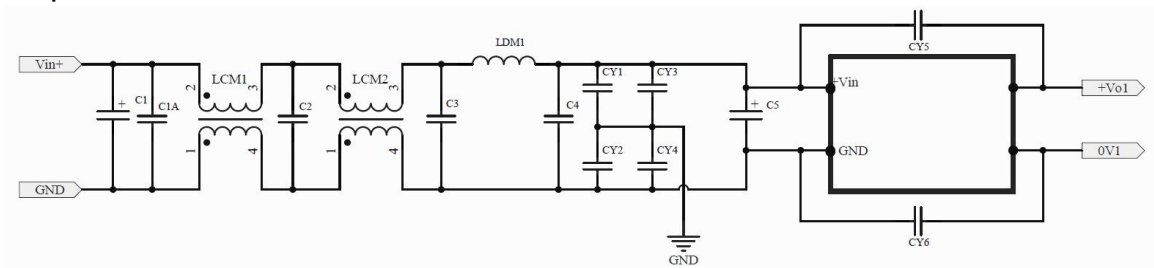 CY5
LDM1
Vin+
LCM1
LCM2
CY1
CY3
+Vin
+Vo1
2
3
2
3
+
C1
C1A
C2
C3
C4
+
C5
1
4
1
4
CY2
CY4
GND
0V1
GND
CY6
GND